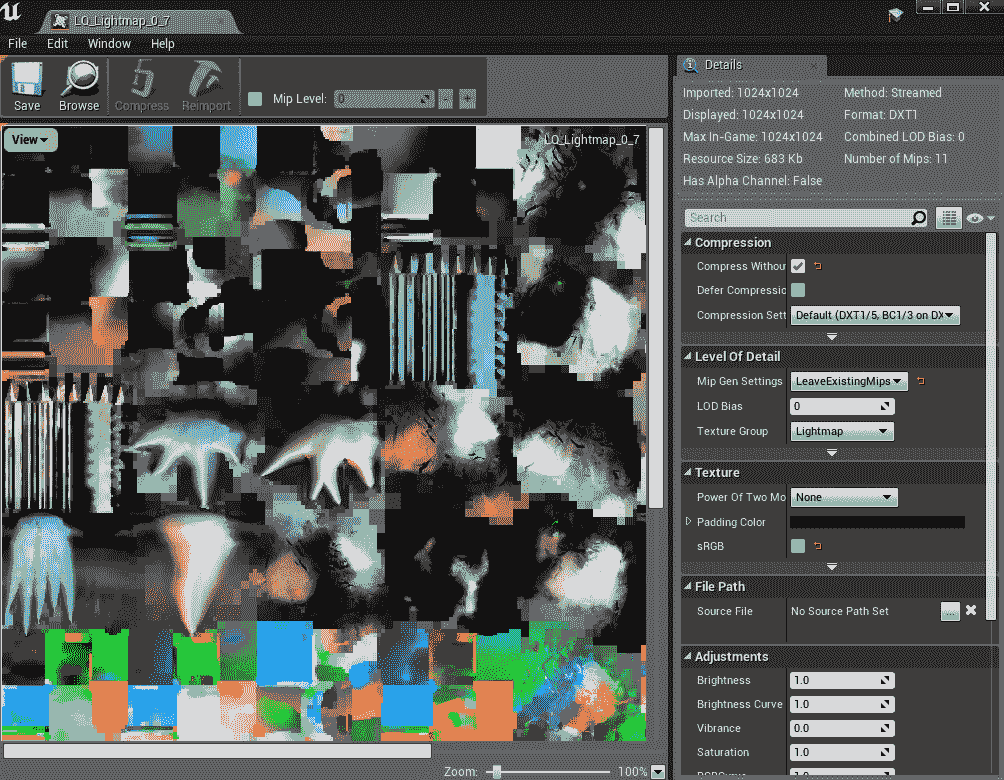 LQ_Lightmap_0_7
File Edit Window Help
Save Browse Compress Reimport Mip Level: 0
View
LQ_Lightmap_0_7
Zoom: 100%
Details
Imported: 1024x1024 Method: Streamed
Displayed: 1024x1024 Format: DXT1
Max In-Game: 1024x1024 Combined LOD Bias: 0
Resource Size: 683 Kb Number of Mips: 11
Has Alpha Channel: False
Search
Compression
Compress Withou
Defer Compressic
Compression Sett Default (DXT1/5, BC1/3 on DX
Level Of Detail
Mip Gen Settings LeaveExistingMips
LOD Bias 0
Texture Group Lightmap
Texture
Power Of Two Mo None
Padding Color
sRGB
File Path
Source File No Source Path Set ...
Adjustments
Brightness 1.0
Brightness Curve 1.0
Vibrance 0.0
Saturation 1.0
RGBCurve 1.0